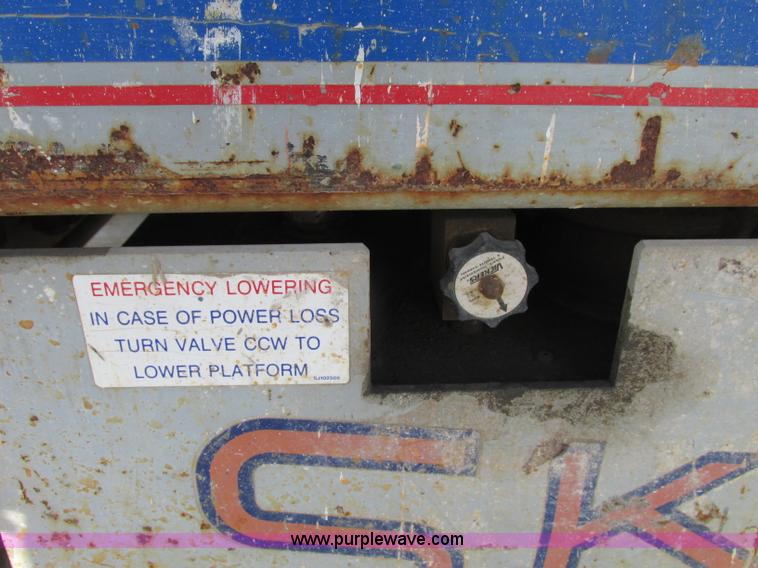 EMERGENCY LOWERING
IN CASE OF POWER LOSS
TURN VALVE CCW TO
LOWER PLATFORM
VICKERS
SK
www.purplewave.com